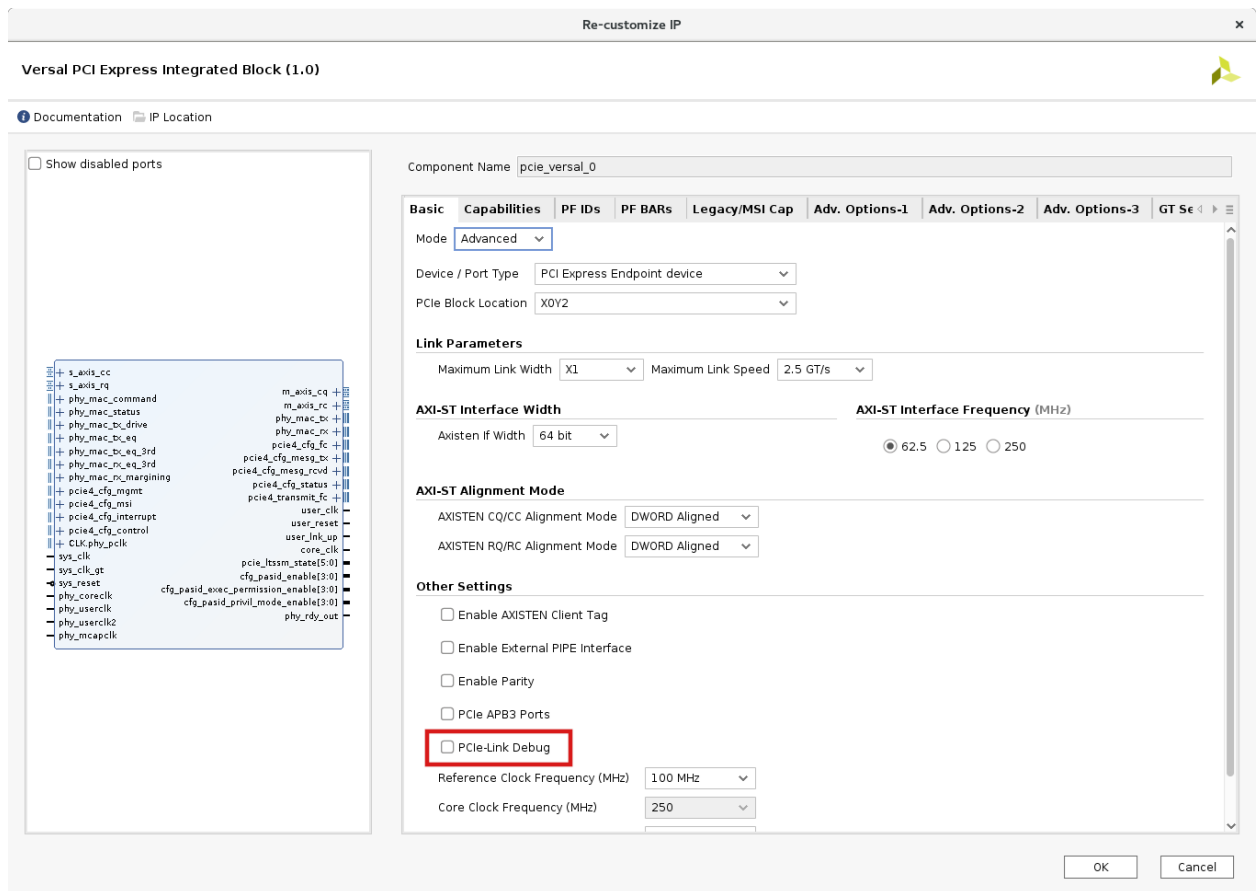 Re-customize IP
Versal PCI Express Integrated Block (1.0)
Documentation IP Location
Show disabled ports
s_axis_cc
s_axis_rq
phy_mac_command
phy_mac_status
phy_mac_tx_drive
phy_mac_tx_eq
phy_mac_tx_eq_3rd
phy_mac_rx_eq_3rd
phy_mac_rx_margining
pcie4_cfg_mgmt
pcie4_cfg_msi
pcie4_cfg_interrupt
pcie4_cfg_control
CLK.phy_pclk
sys_clk
sys_clk_gt
sys_reset
phy_coreclk
phy_userclk
phy_userclk2
phy_mcapclk
m_axis_cq
m_axis_rc
phy_mac_tx
phy_mac_rx
pcie4_cfg_fc
pcie4_cfg_mesg_tx
pcie4_cfg_mesg_rcvd
pcie4_cfg_status
pcie4_transmit_fc
user_clk
user_reset
user_lnk_up
core_clk
pcie_ltssm_state[5:0]
cfg_pasid_enable[3:0]
cfg_pasid_exec_permission_enable[3:0]
cfg_pasid_privil_mode_enable[3:0]
phy_rdy_out
Component Name pcie_versal_0
Basic Capabilities PF IDs PF BARs Legacy/MSI Cap Adv. Options-1 Adv. Options-2 Adv. Options-3 GT Se
Mode Advanced
Device / Port Type PCI Express Endpoint device
PCIe Block Location X0Y2
Link Parameters
Maximum Link Width X1 Maximum Link Speed 2.5 GT/s
AXI-ST Interface Width AXI-ST Interface Frequency (MHz)
Axisten If Width 64 bit 62.5 125 250
AXI-ST Alignment Mode
AXISTEN CQ/CC Alignment Mode DWORD Aligned
AXISTEN RQ/RC Alignment Mode DWORD Aligned
Other Settings
Enable AXISTEN Client Tag
Enable External PIPE Interface
Enable Parity
PCIe APB3 Ports
PCIe-Link Debug
Reference Clock Frequency (MHz) 100 MHz
Core Clock Frequency (MHz) 250
OK Cancel